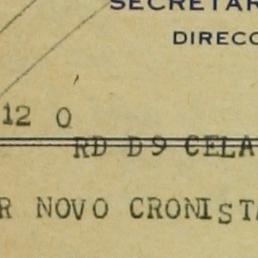 SECRETAR
DIRECC
12 O
RD D9 CELA
R NOVO CRONISTA